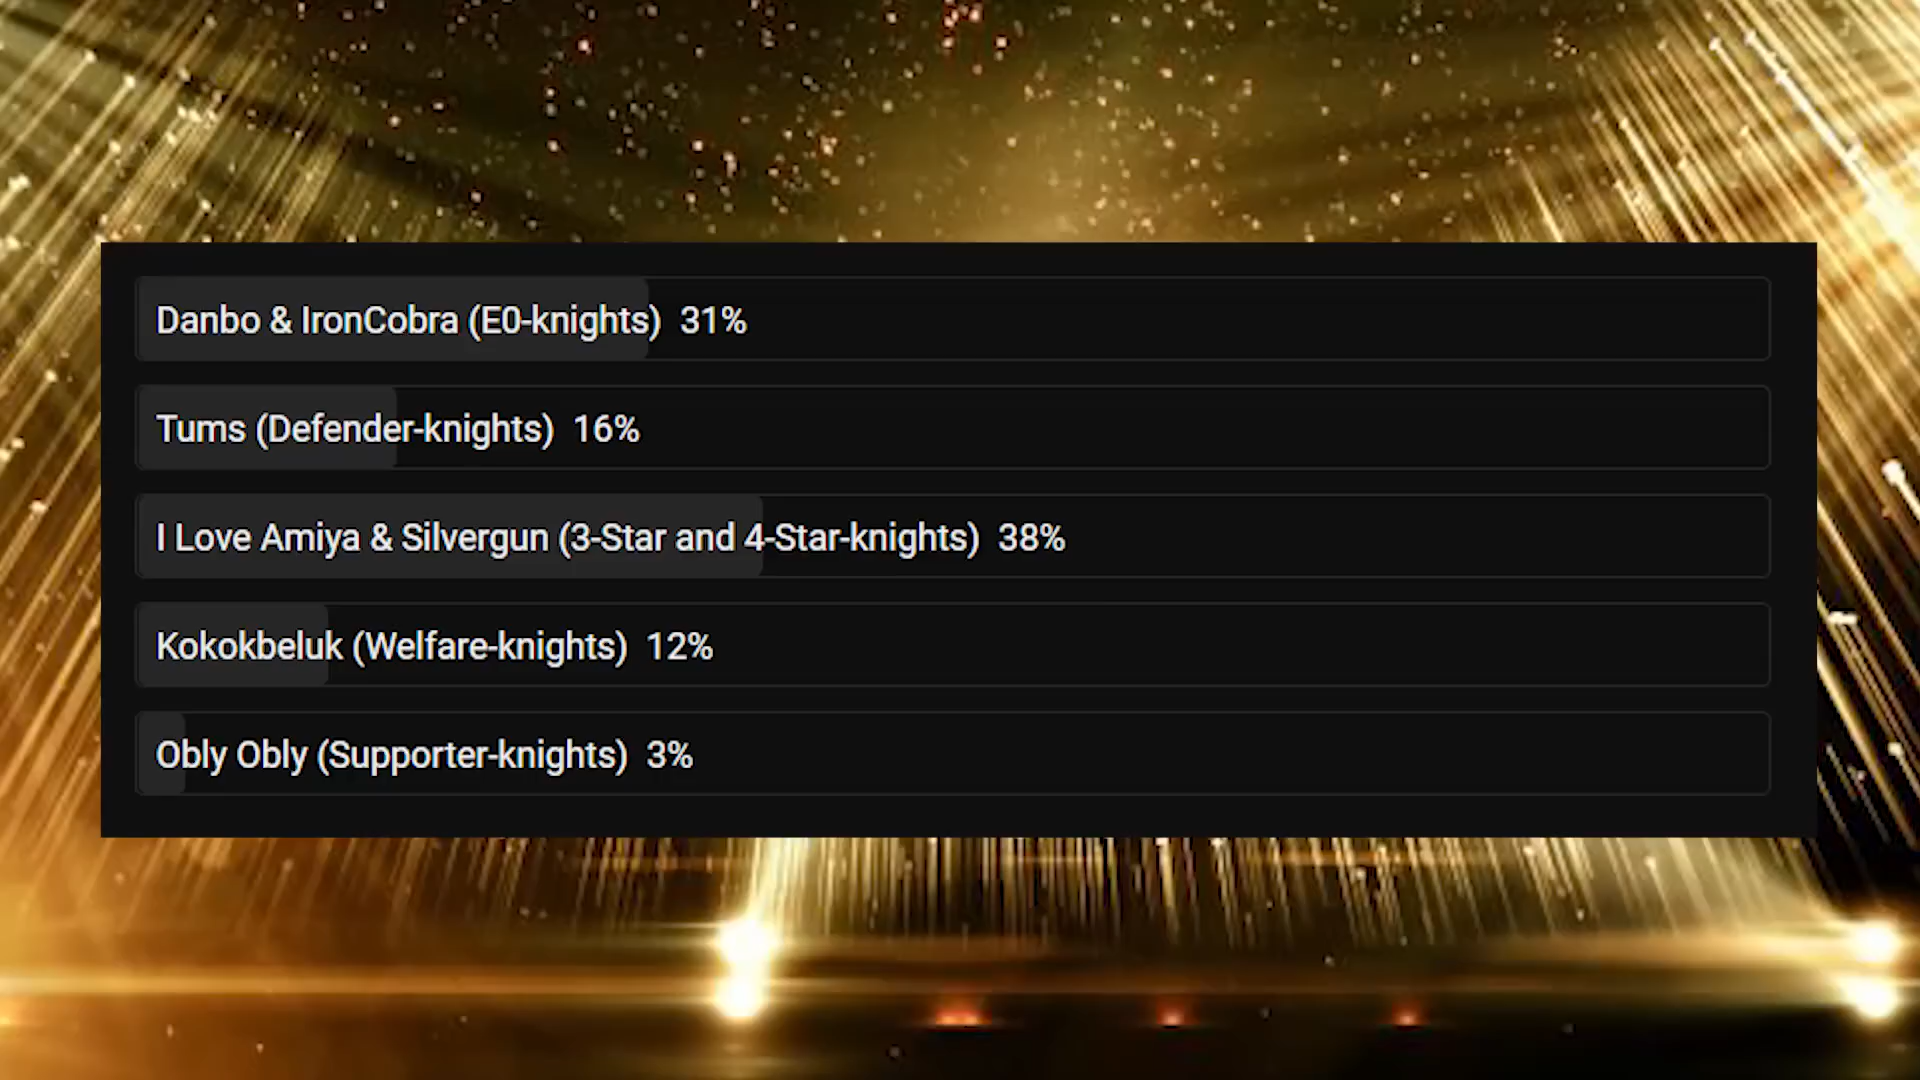 Danbo & IronCobra (E0-knights) 31%
Tums (Defender-knights) 16%
I Love Amiya & Silvergun (3-Star and 4-Star-knights) 38%
Kokokbeluk (Welfare-knights) 12%
Obly Obly (Supporter-knights) 3%